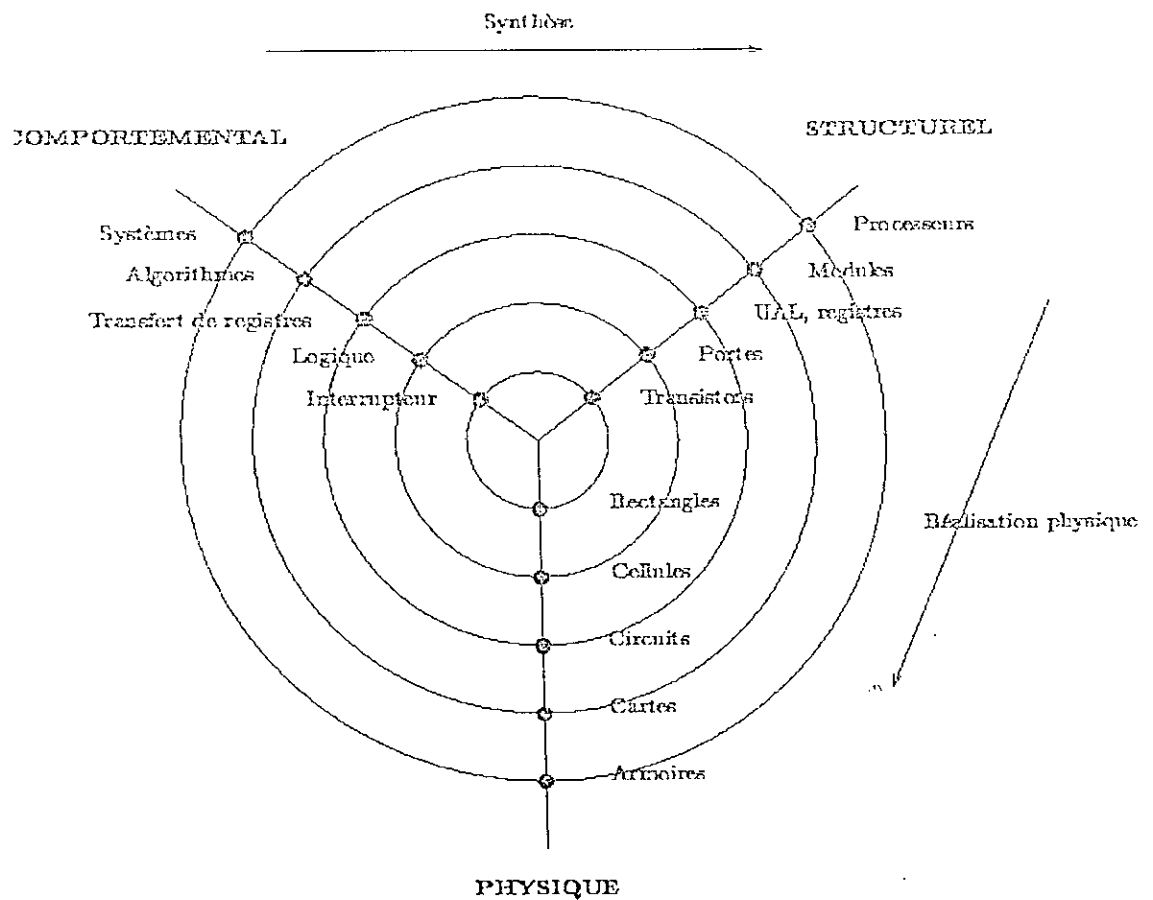 Synthèse
COMPORTEMENTAL
STRUCTUREL
Systèmes
Processeurs
Algorithmes
Modules
Transfert de registres
UAL, registres
Logique
Portes
Interrupteur
Transistors
Rectangles
Réalisation physique
Cellules
Circuits
Cartes
Armoires
PHYSIQUE